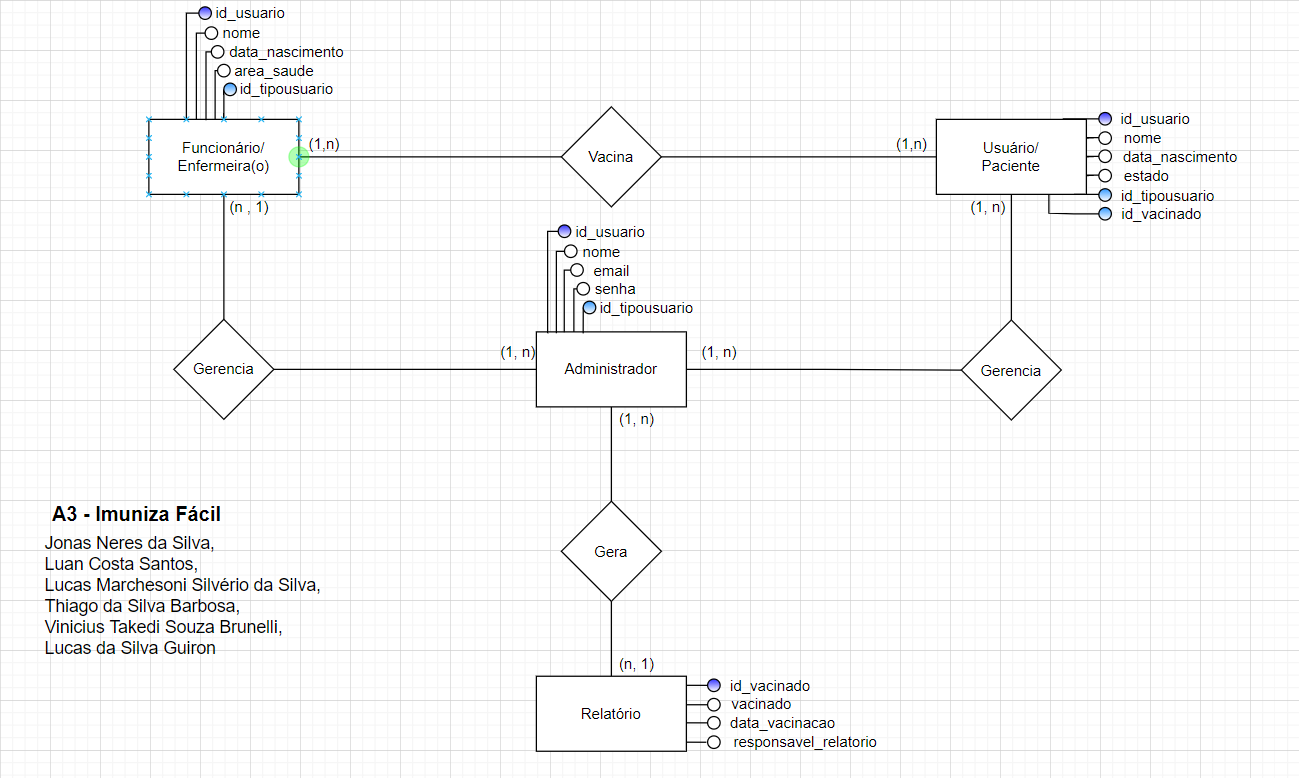 id_usuario
nome
data_nascimento
area_saude
id_tipousuario
Funcionário/
Enfermeira(o)
(1,n)
Vacina
(1,n)
Usuário/
Paciente
id_usuario
nome
data_nascimento
estado
id_tipousuario
id_vacinado
(n , 1)
(1, n)
id_usuario
nome
email
senha
id_tipousuario
Gerencia
(1, n)
Administrador
(1, n)
Gerencia
(1, n)
Gera
A3 - Imuniza Fácil
Jonas Neres da Silva,
Luan Costa Santos,
Lucas Marchesoni Silvério da Silva,
Thiago da Silva Barbosa,
Vinicius Takedi Souza Brunelli,
Lucas da Silva Guiron
(n, 1)
Relatório
id_vacinado
vacinado
data_vacinacao
responsavel_relatorio